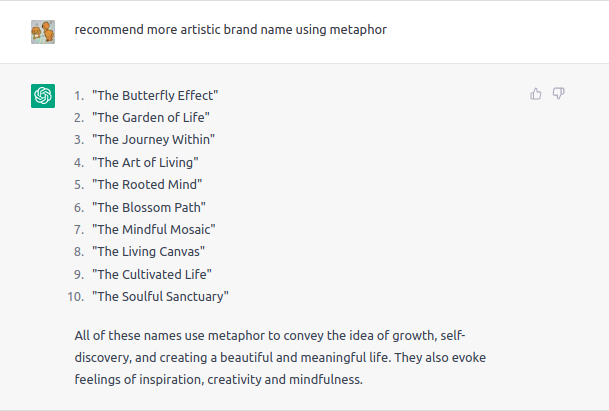 recommend more artistic brand name using metaphor
1. "The Butterfly Effect"
2. "The Garden of Life"
3. "The Journey Within"
4. "The Art of Living"
5. "The Rooted Mind"
6. "The Blossom Path"
7. "The Mindful Mosaic"
8. "The Living Canvas"
9. "The Cultivated Life"
10. "The Soulful Sanctuary"
All of these names use metaphor to convey the idea of growth, self-
discovery, and creating a beautiful and meaningful life. They also evoke
feelings of inspiration, creativity and mindfulness.